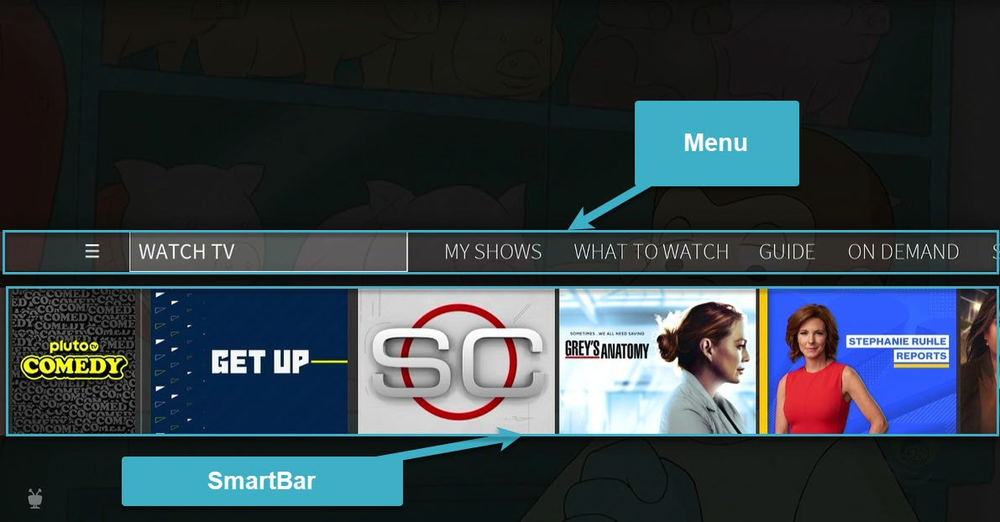 Menu
WATCH TV MY SHOWS WHAT TO WATCH GUIDE ON DEMAND
COMEDY
pluto tv
COMEDY
GET UP
SC
SOMETIMES...WE ALL NEED SAVING
GREY'S ANATOMY
STEPHANIE RUHLE
REPORTS
SmartBar